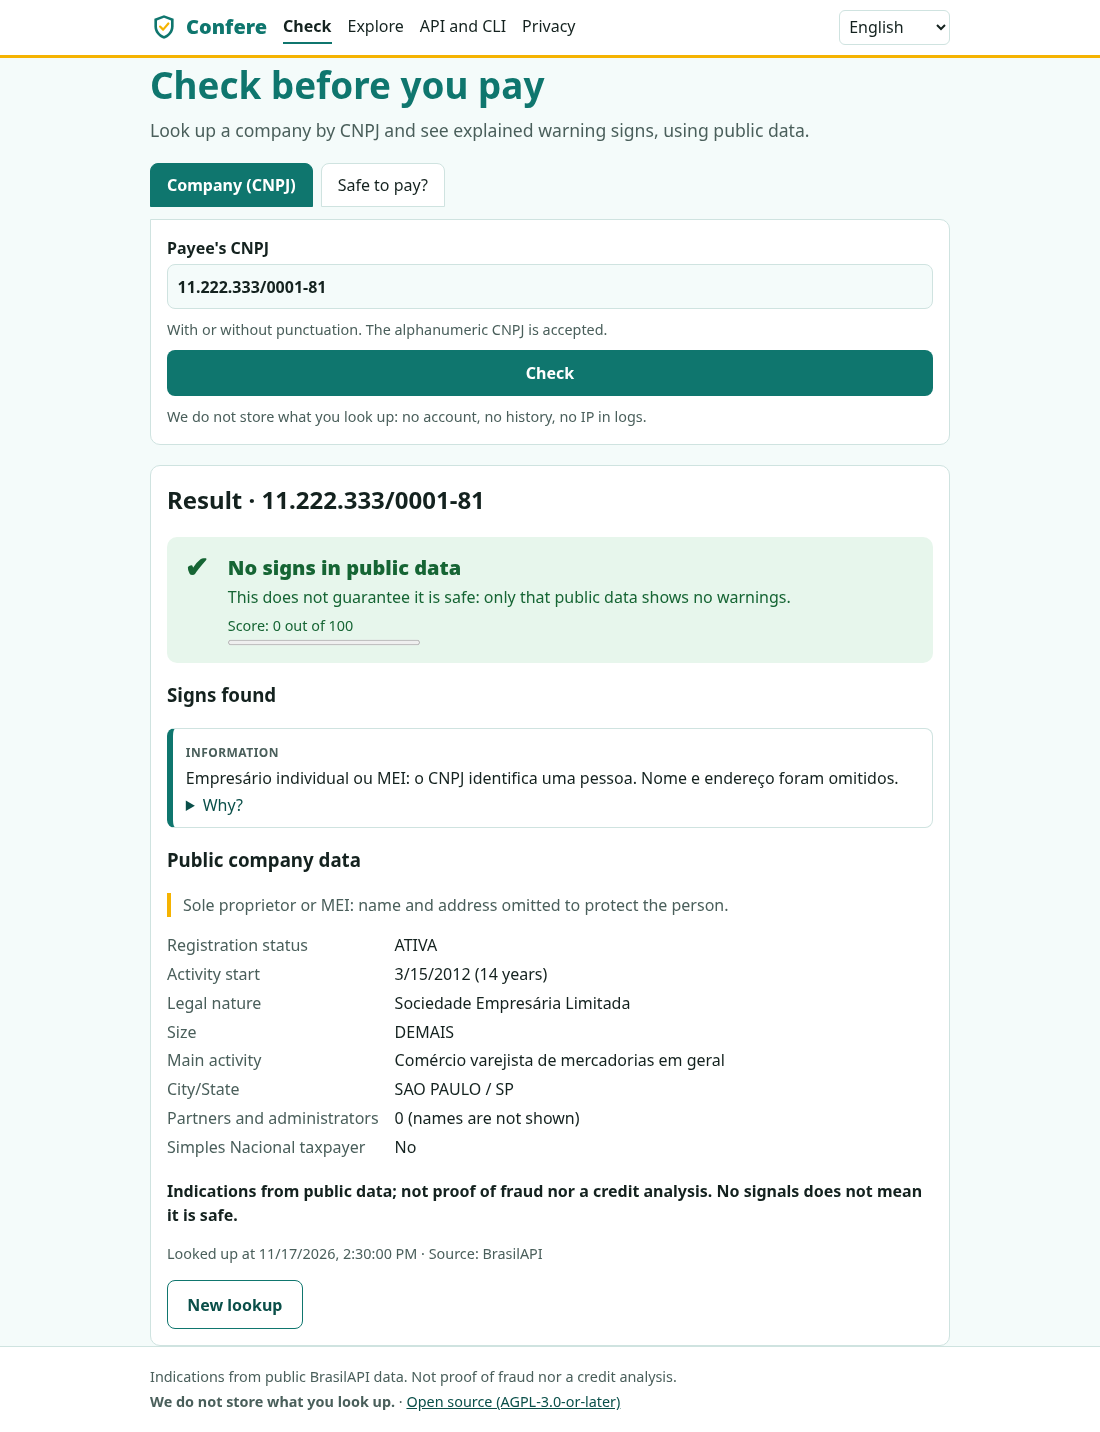 Confere
Check
Explore
API and CLI
Privacy
English
Check before you pay
Look up a company by CNPJ and see explained warning signs, using public data.
Company (CNPJ)
Safe to pay?
Payee's CNPJ
11.222.333/0001-81
With or without punctuation. The alphanumeric CNPJ is accepted.
Check
We do not store what you look up: no account, no history, no IP in logs.
Result · 11.222.333/0001-81
✔ No signs in public data
This does not guarantee it is safe: only that public data shows no warnings.
Score: 0 out of 100
Signs found
INFORMATION
Empresário individual ou MEI: o CNPJ identifica uma pessoa. Nome e endereço foram omitidos.
Why?
Public company data
Sole proprietor or MEI: name and address omitted to protect the person.
Registration status ATIVA
Activity start 3/15/2012 (14 years)
Legal nature Sociedade Empresária Limitada
Size DEMAIS
Main activity Comércio varejista de mercadorias em geral
City/State SAO PAULO / SP
Partners and administrators 0 (names are not shown)
Simples Nacional taxpayer No
Indications from public data; not proof of fraud nor a credit analysis. No signals does not mean
it is safe.
Looked up at 11/17/2026, 2:30:00 PM · Source: BrasilAPI
New lookup
Indications from public BrasilAPI data. Not proof of fraud nor a credit analysis.
We do not store what you look up. · Open source (AGPL-3.0-or-later)